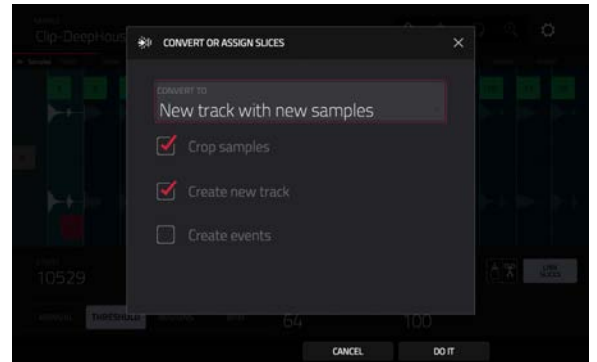 Clip-DeepHous
CONVERT OR ASSIGN SLICES
CONVERT TO
New track with new samples
Crop samples
Create new track
Create events
10529
THRESHOLD
64
100
CANCEL
DO IT